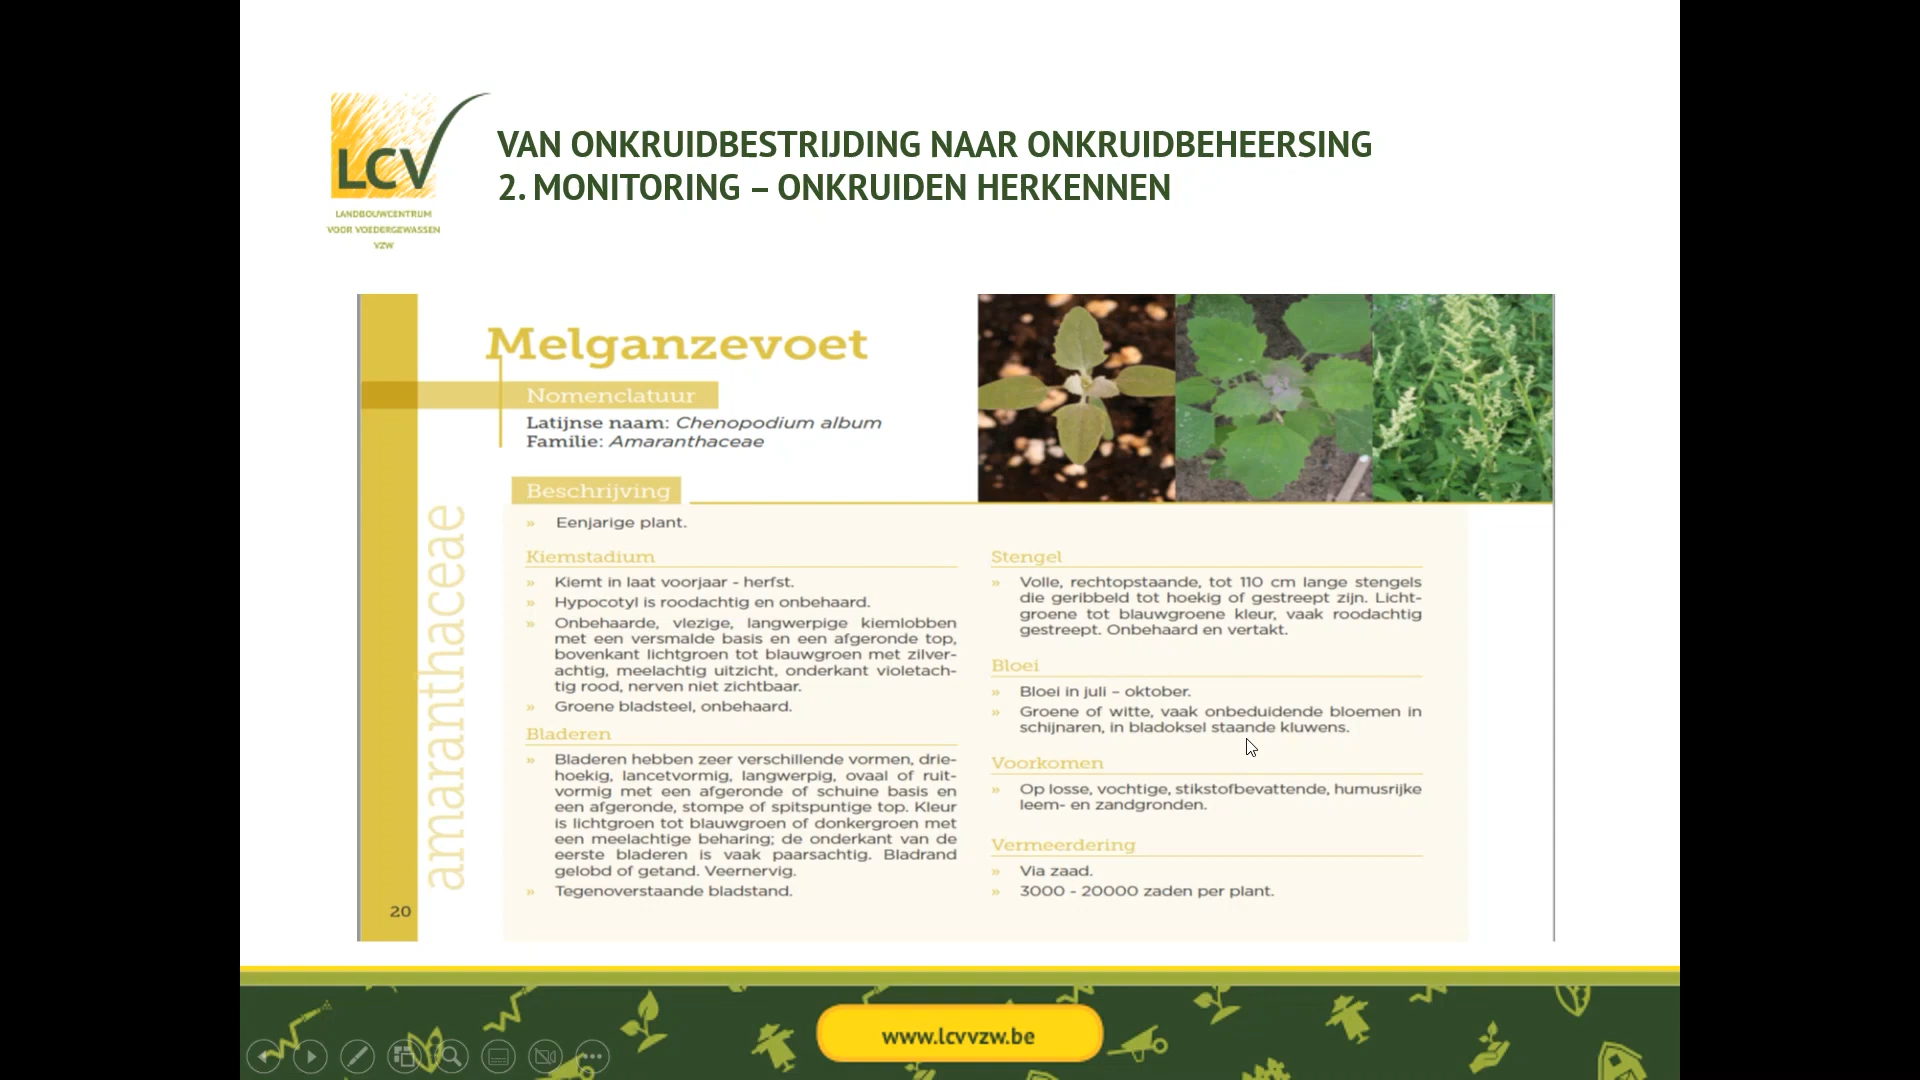 LCV
LANDBOUWCENTRUM
VOOR VOEDERGEWASSEN
VZW
VAN ONKRUIDBESTRIJDING NAAR ONKRUIDBEHEERSING
2. MONITORING – ONKRUIDEN HERKENNEN
Melganzevoet
Nomenclatuur
Latijnse naam: Chenopodium album
Familie: Amaranthaceae
Beschrijving
» Eenjarige plant.
Kiemstadium
» Kiemt in laat voorjaar - herfst.
» Hypocotyl is roodachtig en onbehaard.
» Onbehaarde, vlezige, langwerpige kiemlobben
met een versmalde basis en een afgeronde top,
bovenkant lichtgroen tot blauwgroen met zilver-
achtig, meelachtig uitzicht, onderkant violetach-
tig rood, nerven niet zichtbaar.
» Groene bladsteel, onbehaard.
Bladeren
» Bladeren hebben zeer verschillende vormen, drie-
hoekig, lancetvormig, langwerpig, ovaal of ruit-
vormig met een afgeronde of schuine basis en
een afgeronde, stompe of spitspuntige top. Kleur
is lichtgroen tot blauwgroen of donkergroen met
een meelachtige beharing; de onderkant van de
eerste bladeren is vaak paarsachtig. Bladrand
gelobd of getand. Veernervig.
» Tegenoverstaande bladstand.
Stengel
» Volle, rechtopstaande, tot 110 cm lange stengels
die geribbeld tot hoekig of gestreept zijn. Licht-
groene tot blauwgroene kleur, vaak roodachtig
gestreept. Onbehaard en vertakt.
Bloei
» Bloei in juli – oktober.
» Groene of witte, vaak onbeduidende bloemen in
schijnaren, in bladoksel staande kluwens.
Voorkomen
» Op losse, vochtige, stikstofbevattende, humusrijke
leem- en zandgronden.
Vermeerdering
» Via zaad.
» 3000 - 20000 zaden per plant.
amaranthaceae
20
www.lcvvzw.be